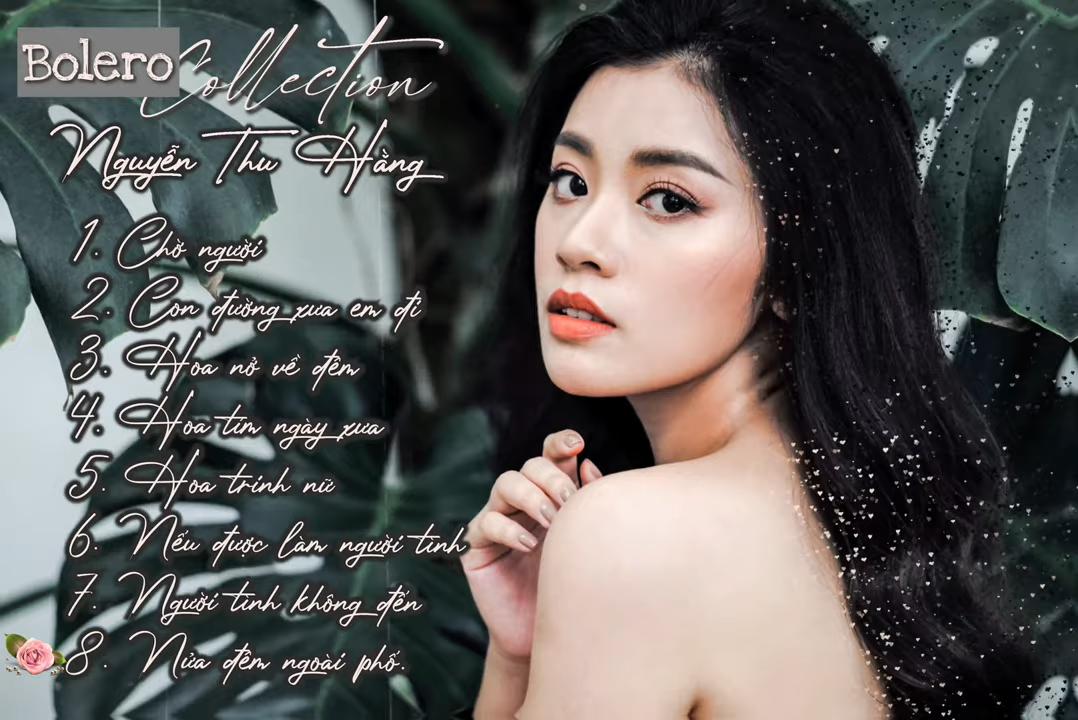 Bolero Collection
Nguyễn Thu Hằng
1. Chờ người
2. Con đường xưa em đi
3. Hoa nở về đêm
4. Hoa tím ngày xưa
5. Hoa trinh nữ
6. Nếu được làm người tình
7. Người tình không đến
8. Nửa đêm ngoài phố.